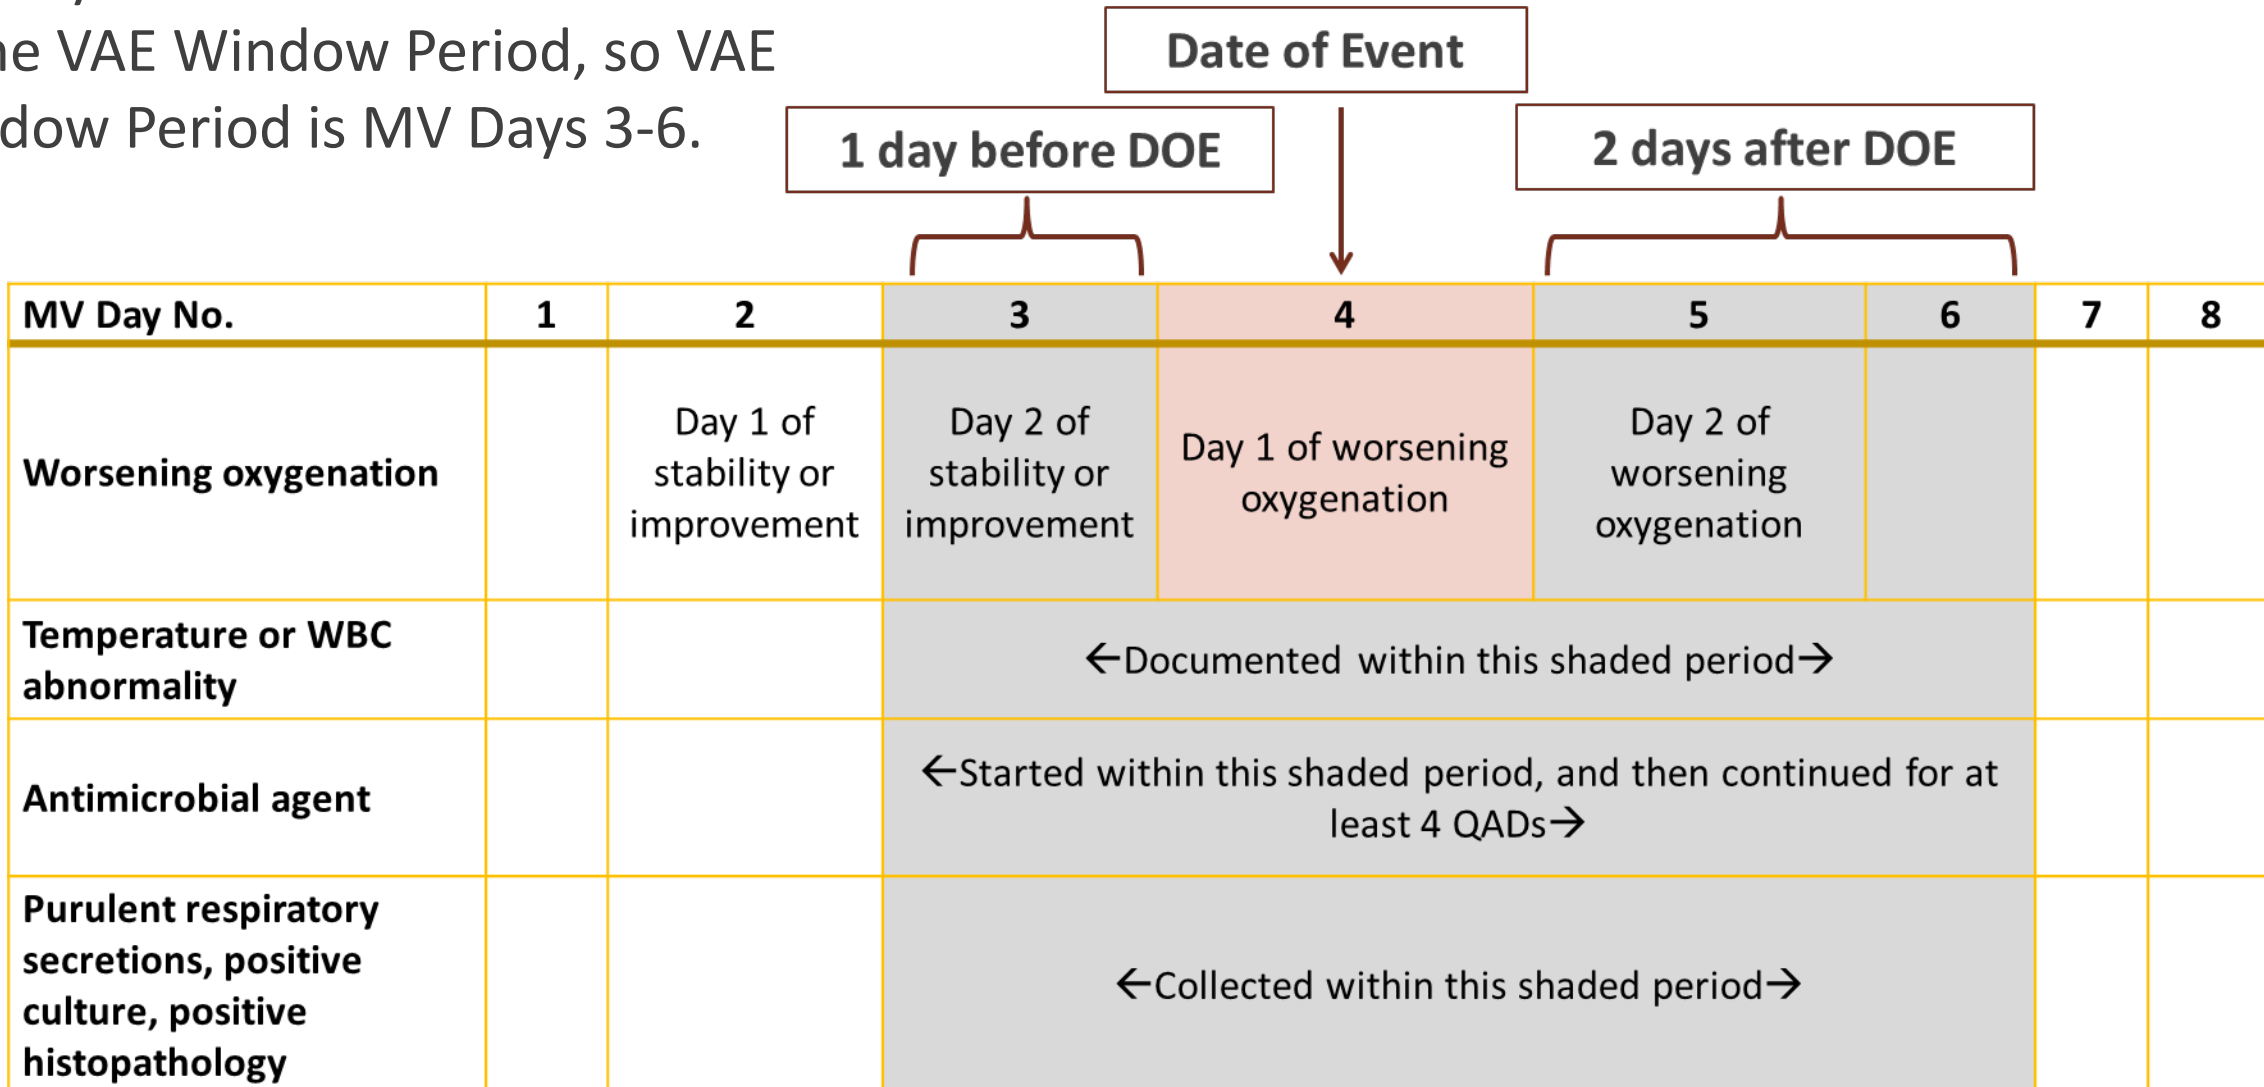 VAE Window Period, so VAE
Period is MV Days 3-6.
Date of Event
1 day before DOE
2 days after DOE
MV Day No. 1 2 3 4 5 6 7 8
Worsening oxygenation
Day 1 of
stability or
improvement
Day 2 of
stability or
improvement
Day 1 of worsening
oxygenation
Day 2 of
worsening
oxygenation
Temperature or WBC
abnormality
←Documented within this shaded period→
Antimicrobial agent
←Started within this shaded period, and then continued for at
least 4 QADs→
Purulent respiratory
secretions, positive
culture, positive
histopathology
←Collected within this shaded period→